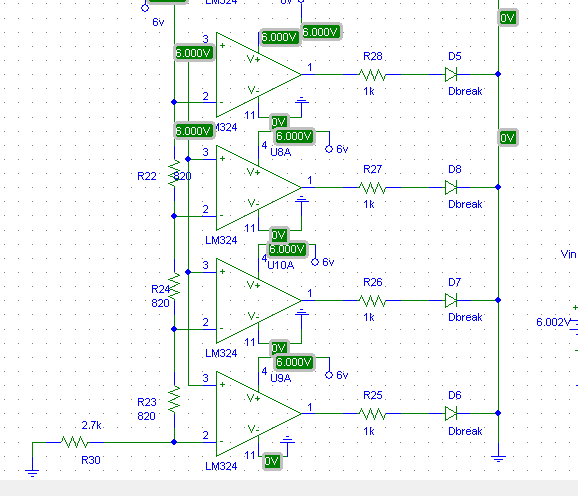 LM324
0V
6v
6.000V
6.000V
0V
3
V+
R28
D5
6.000V
1
1k
Dbreak
V-
2
11
0V
LM324
6.000V
6.000V
0V
4
6v
U8A
3
V+
R27
D8
R22
820
1
1k
Dbreak
V-
2
11
0V
LM324
6.000V
Vin
4
U10A
6v
3
V+
R26
D7
R24
820
1
1k
Dbreak
6.002V
V-
2
11
0V
LM324
6.000V
4
U9A
6v
3
V+
R25
D6
R23
820
1
1k
Dbreak
2.7k
V-
2
11
R30
LM324
0V